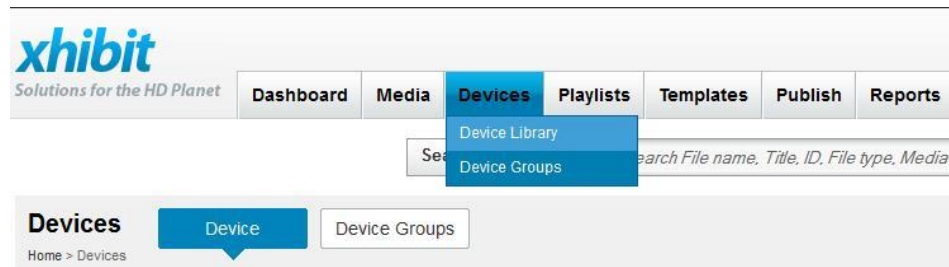 xhibit
Solutions for the HD Planet
Dashboard Media Devices Playlists Templates Publish Reports
Device Library
Device Groups
earch File name, Title, ID, File type, Media
Devices Device Device Groups
Home > Devices